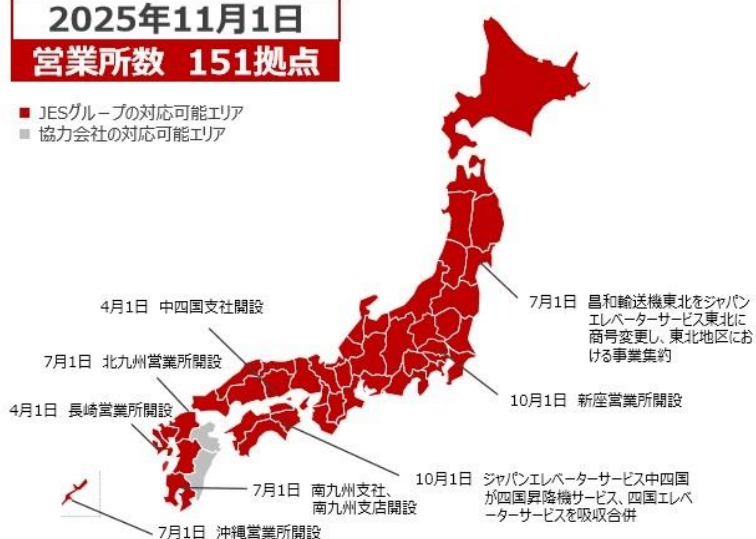 2025年11月1日
営業所数 151拠点
■ JESグループの対応可能エリア
■ 協力会社の対応可能エリア
7月1日 昌和輸送機東北をジャパン
エレベーターサービス東北に
商号変更し、東北地区にお
ける事業集約
4月1日 中四国支社開設
7月1日 北九州営業所開設
10月1日 新座営業所開設
4月1日 長崎営業所開設
10月1日 ジャパンエレベーターサービス中四国
が四国昇降機サービス、四国エレベ
ーターサービスを吸収合併
7月1日 南九州支社、
南九州支店開設
7月1日 沖縄営業所開設